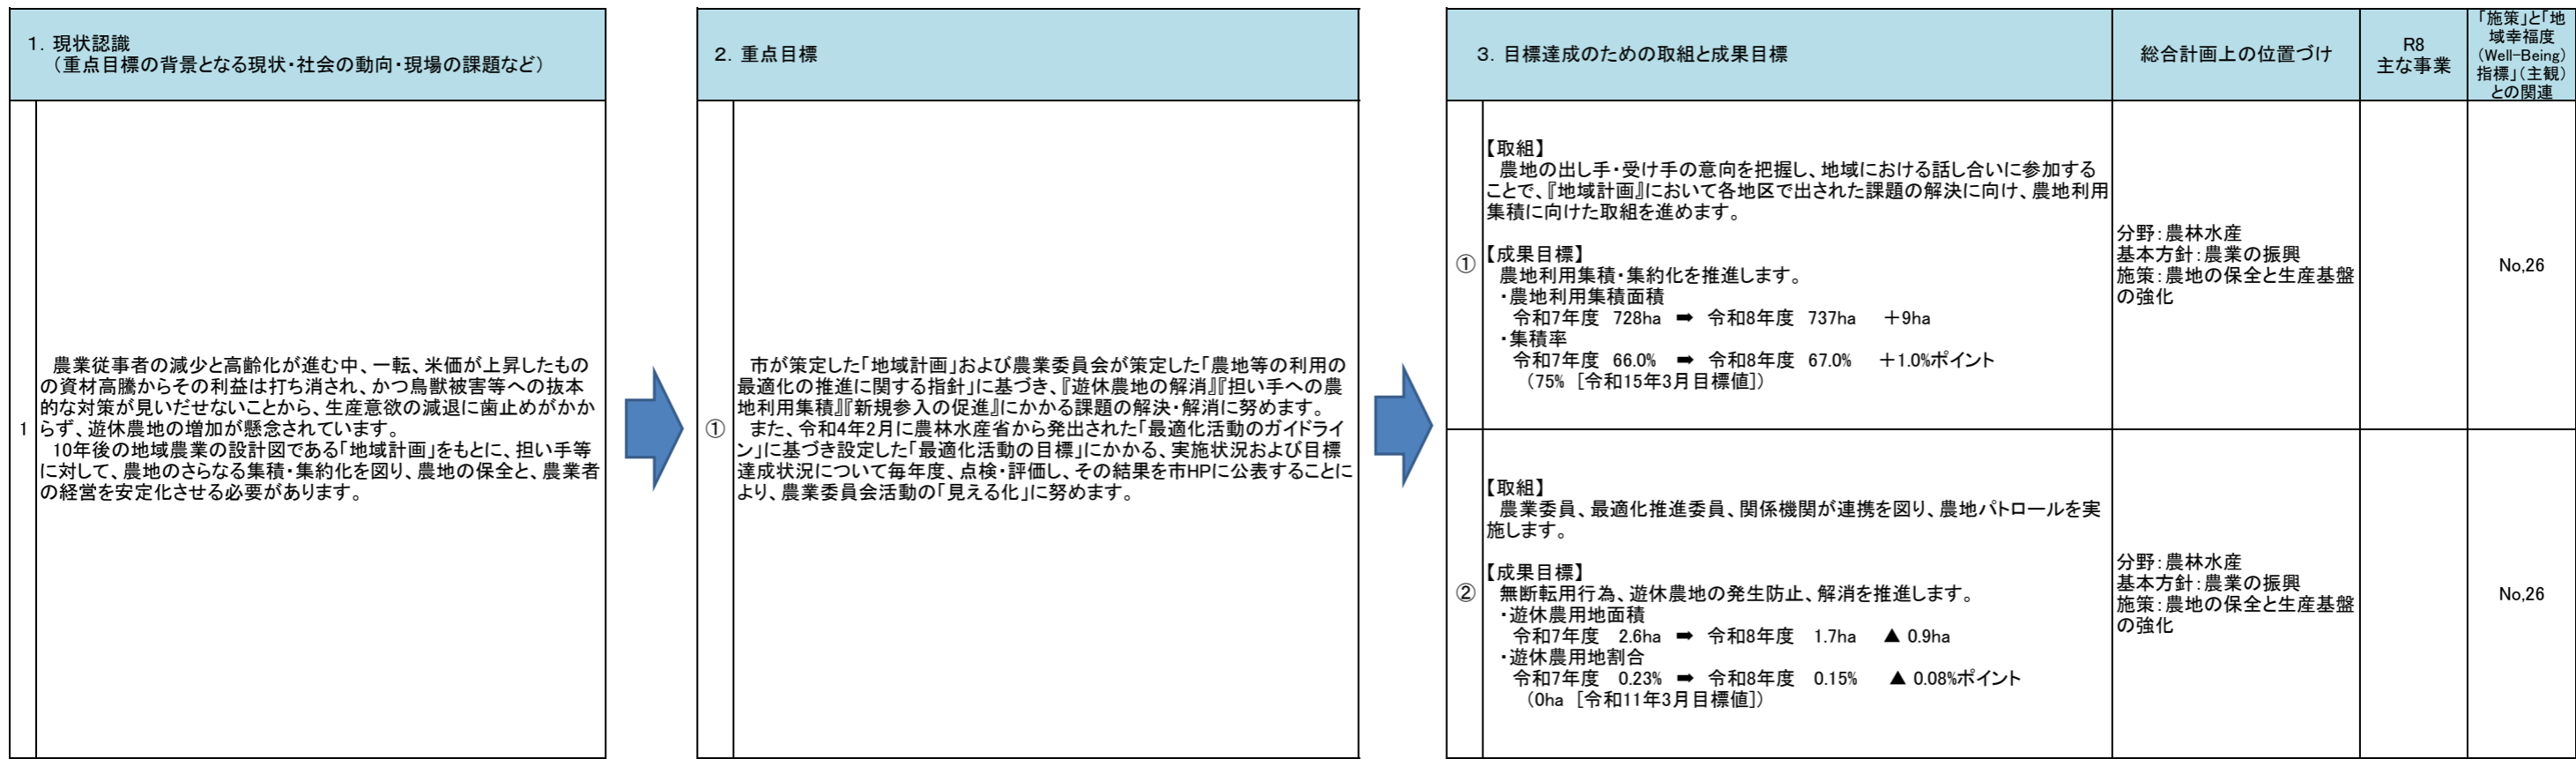 1．現状認識
（重点目標の背景となる現状・社会の動向・現場の課題など）
1
農業従事者の減少と高齢化が進む中、一転、米価が上昇したもの
の資材高騰からその利益は打ち消され、かつ鳥獣被害等への抜本
的な対策が見いだせないことから、生産意欲の減退に歯止めがかか
らず、遊休農地の増加が懸念されています。
10年後の地域農業の設計図である「地域計画」をもとに、担い手等
に対して、農地のさらなる集積・集約化を図り、農地の保全と、農業者
の経営を安定化させる必要があります。
2．重点目標
①
市が策定した「地域計画」および農業委員会が策定した「農地等の利用の
最適化の推進に関する指針」に基づき、『遊休農地の解消』『担い手への農
地利用集積』『新規参入の促進』にかかる課題の解決・解消に努めます。
また、令和4年2月に農林水産省から発出された「最適化活動のガイドライ
ン」に基づき設定した「最適化活動の目標」にかかる、実施状況および目標
達成状況について毎年度、点検・評価し、その結果を市HPに公表することに
より、農業委員会活動の「見える化」に努めます。
3．目標達成のための取組と成果目標
総合計画上の位置づけ
R8
主な事業
「施策」と「地
域幸福度
（Well-Being）
指標」（主観）
との関連
①
【取組】
農地の出し手・受け手の意向を把握し、地域における話し合いに参加する
ことで、『地域計画』において各地区で出された課題の解決に向け、農地利用
集積に向けた取組を進めます。
【成果目標】
農地利用集積・集約化を推進します。
・農地利用集積面積
令和7年度 728ha ➡ 令和8年度 737ha ＋9ha
・集積率
令和7年度 66.0% ➡ 令和8年度 67.0% ＋1.0%ポイント
（75% ［令和15年3月目標値］）
分野：農林水産
基本方針：農業の振興
施策：農地の保全と生産基盤
の強化
No,26
②
【取組】
農業委員、最適化推進委員、関係機関が連携を図り、農地パトロールを実
施します。
【成果目標】
無断転用行為、遊休農地の発生防止、解消を推進します。
・遊休農用地面積
令和7年度 2.6ha ➡ 令和8年度 1.7ha ▲ 0.9ha
・遊休農用地割合
令和7年度 0.23% ➡ 令和8年度 0.15% ▲ 0.08%ポイント
（0ha ［令和11年3月目標値］）
分野：農林水産
基本方針：農業の振興
施策：農地の保全と生産基盤
の強化
No,26